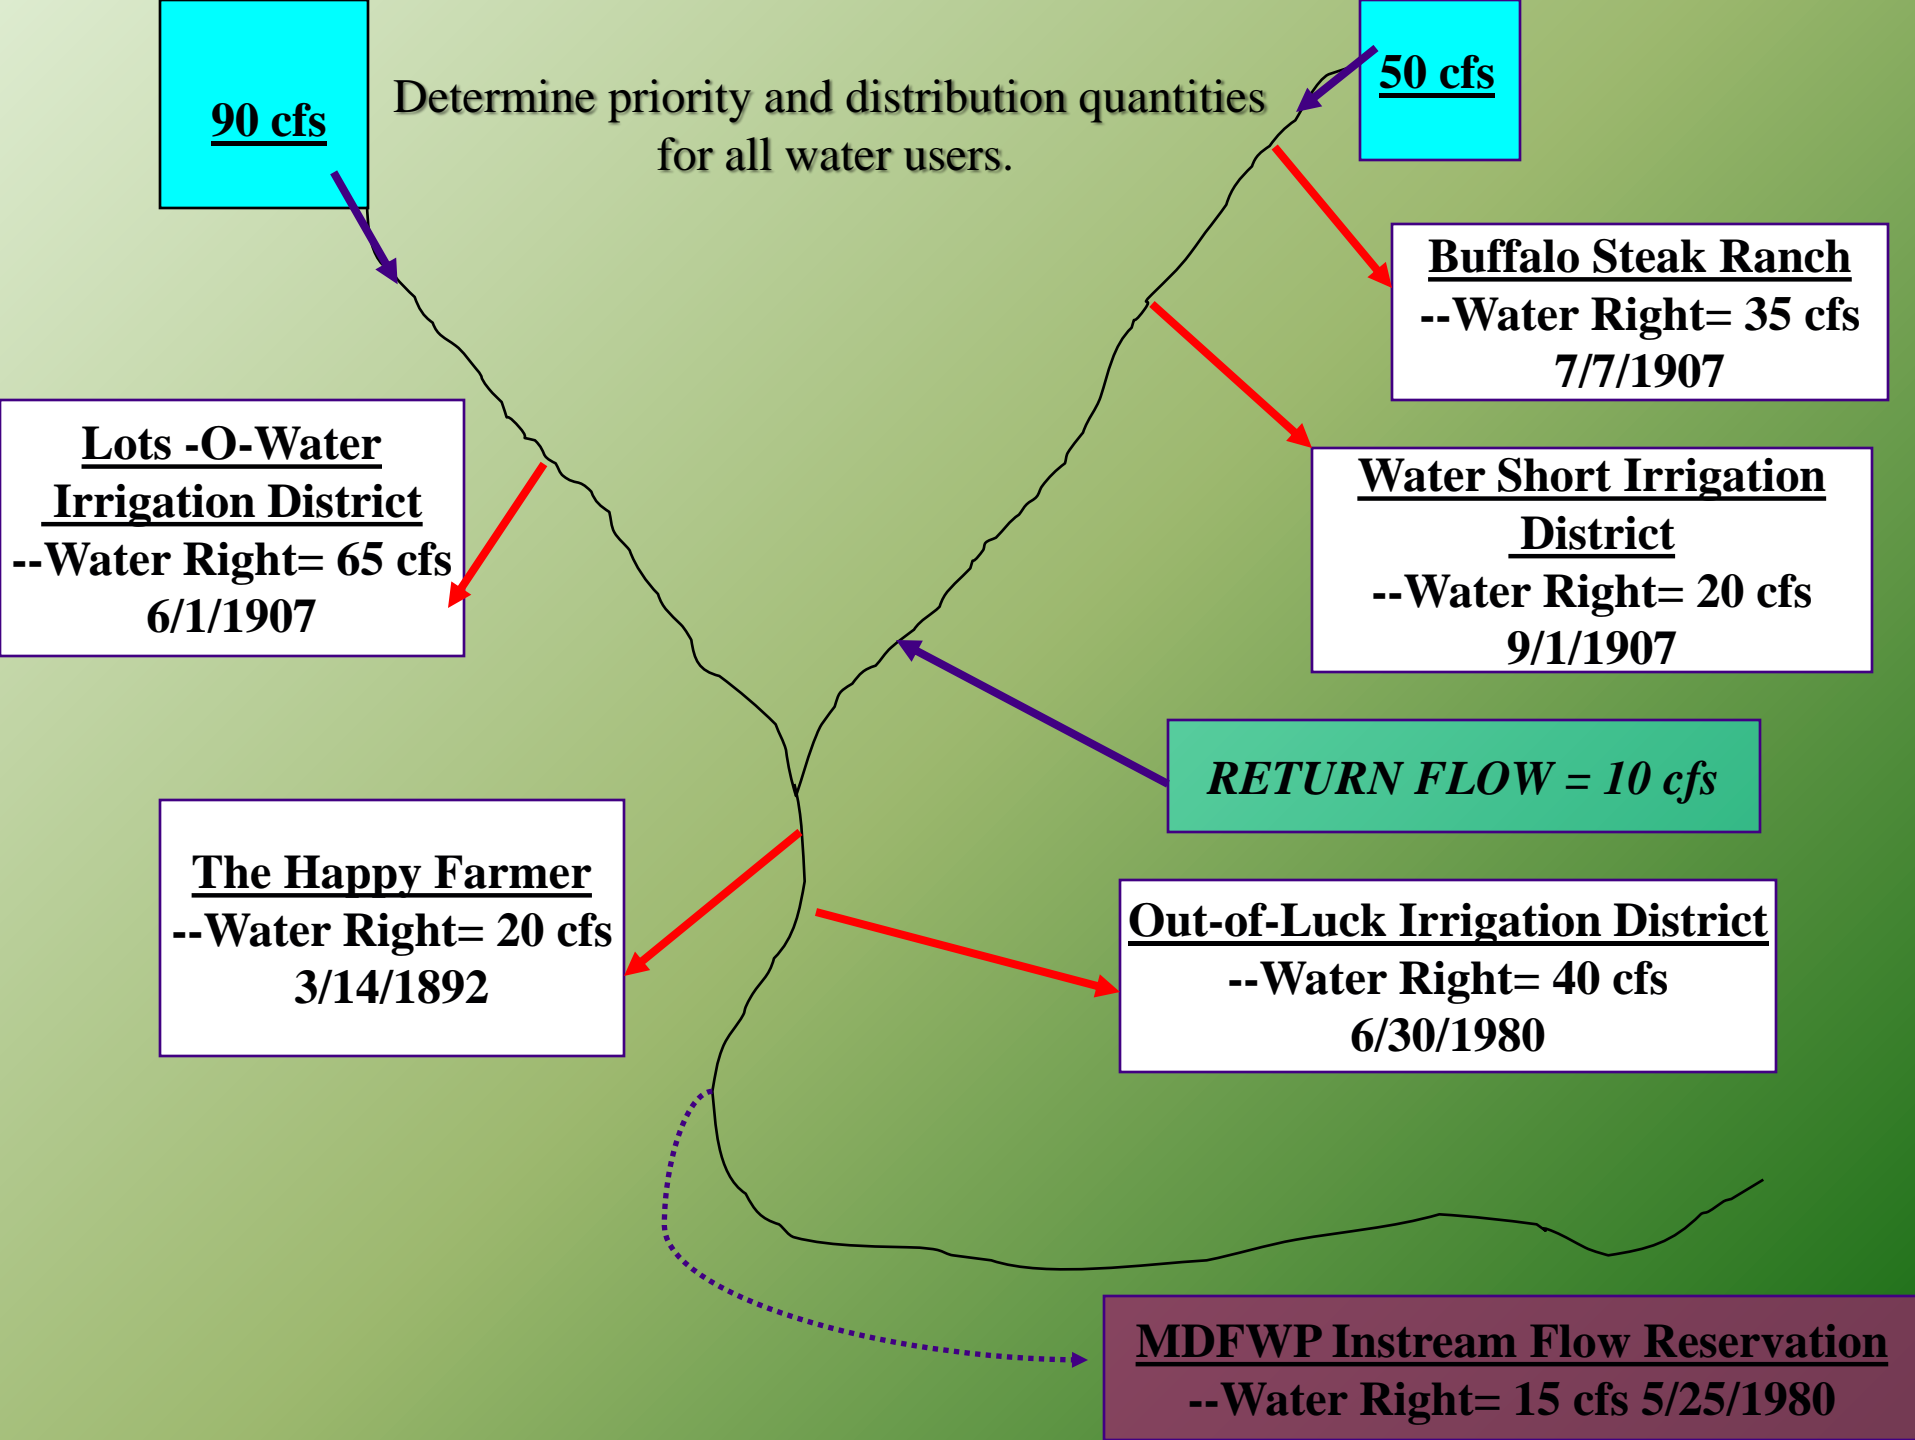 90 cfs
Determine priority and distribution quantities
for all water users.
50 cfs
Buffalo Steak Ranch
--Water Right= 35 cfs
7/7/1907
Lots -O-Water
Irrigation District
--Water Right= 65 cfs
6/1/1907
Water Short Irrigation
District
--Water Right= 20 cfs
9/1/1907
RETURN FLOW = 10 cfs
The Happy Farmer
--Water Right= 20 cfs
3/14/1892
Out-of-Luck Irrigation District
--Water Right= 40 cfs
6/30/1980
MDFWP Instream Flow Reservation
--Water Right= 15 cfs 5/25/1980